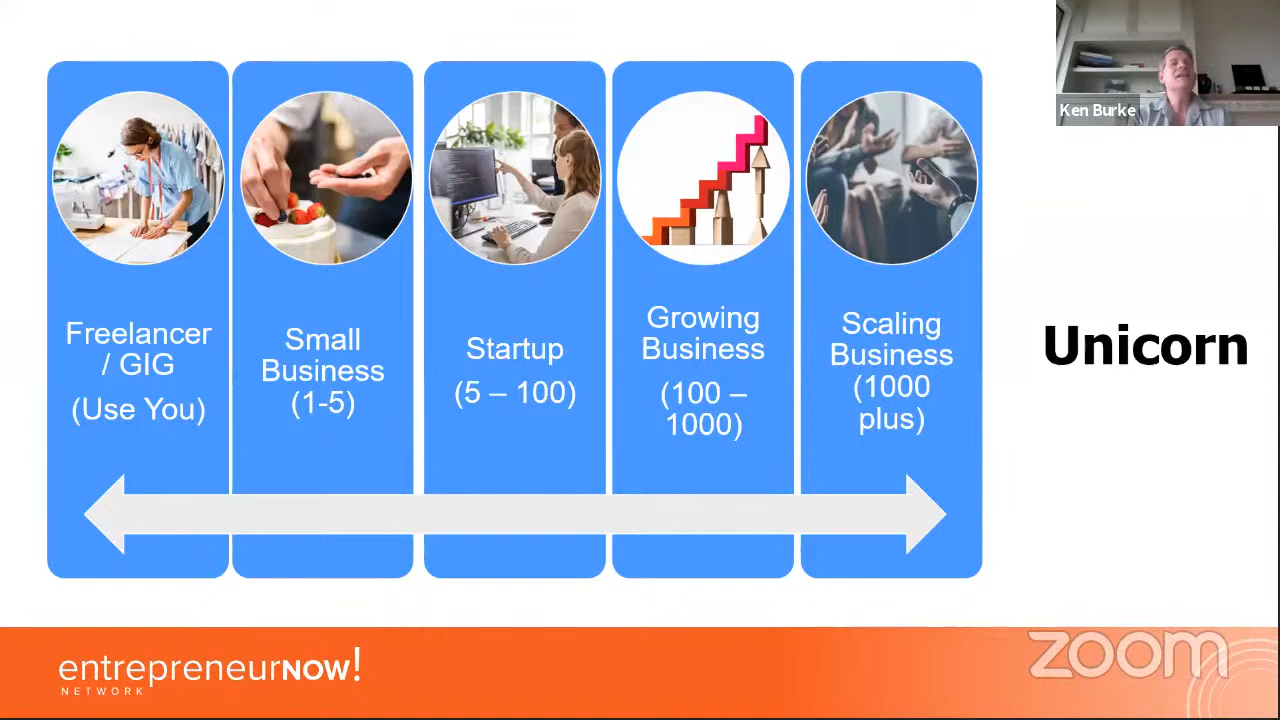 Ken Burke
Freelancer
/ GIG
(Use You)
Small
Business
(1-5)
Startup
(5 – 100)
Growing
Business
(100 –
1000)
Scaling
Business
(1000
plus)
Unicorn
entrepreneurNOW!
NETWORK
zoom